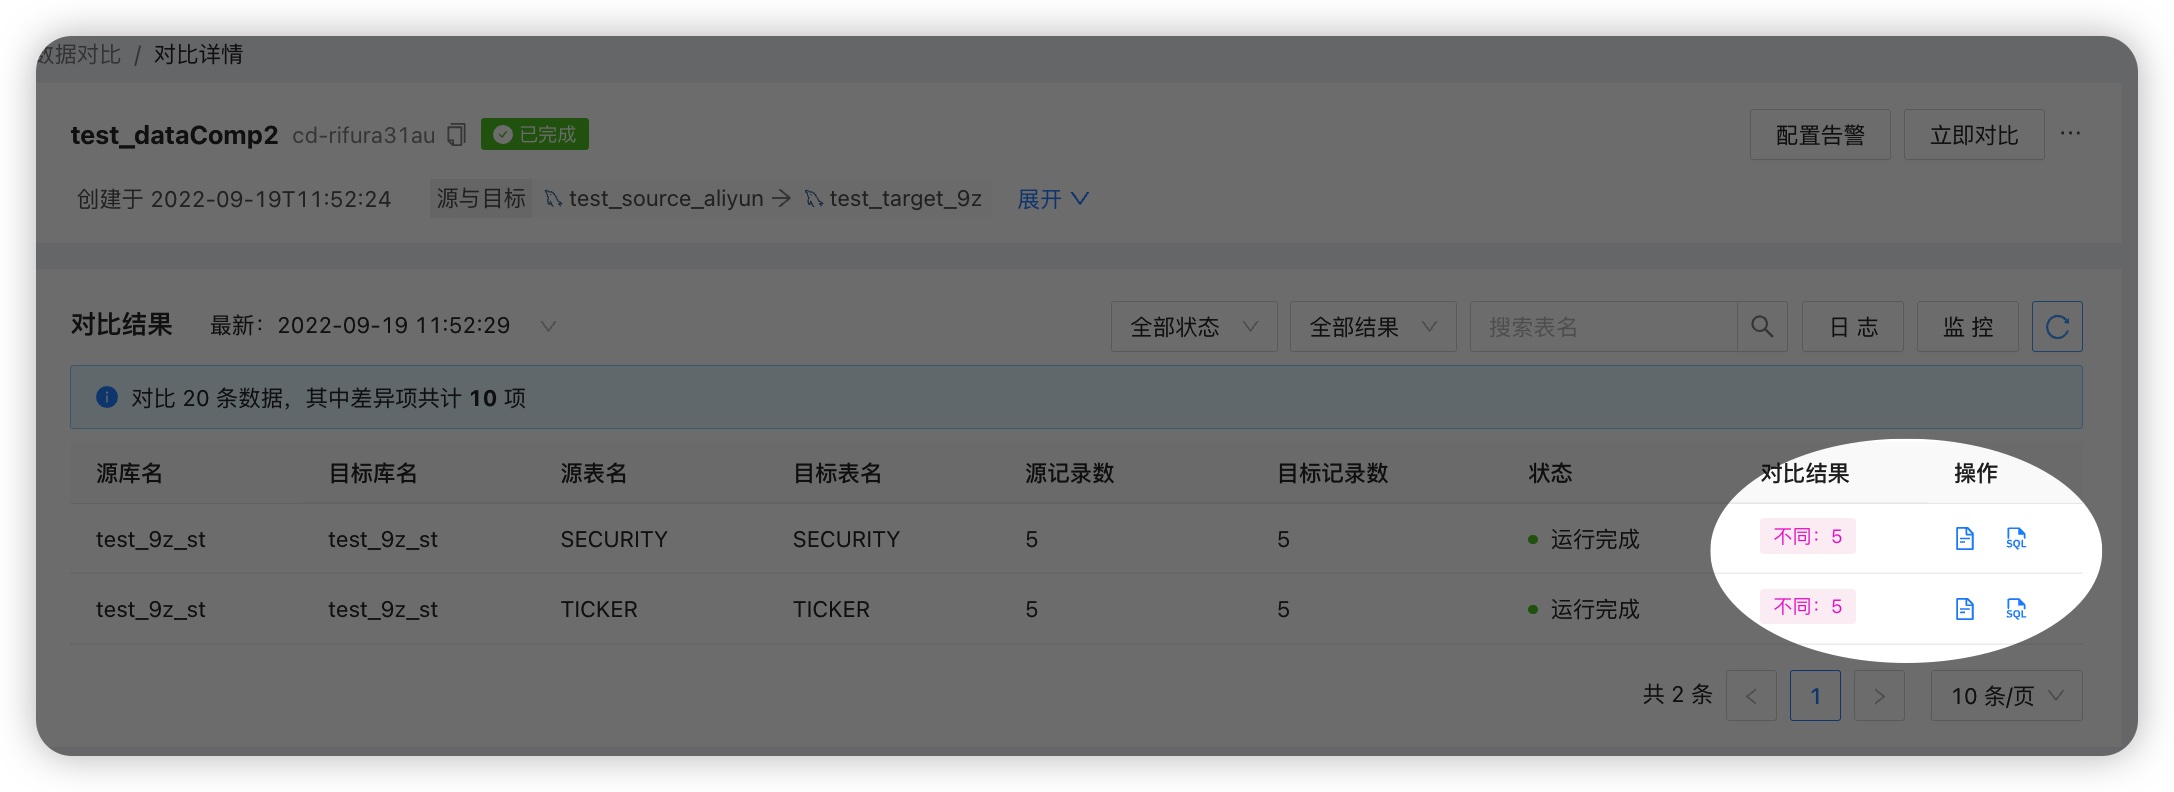 数据对比 / 对比详情
test_dataComp2 cd-rifura31au 已完成 配置告警 立即对比 ···
创建于 2022-09-19T11:52:24 源与目标 test_source_aliyun → test_target_9z 展开
对比结果 最新：2022-09-19 11:52:29 全部状态 全部结果 搜索表名 日志 监控
对比 20 条数据，其中差异项共计 10 项
源库名 目标库名 源表名 目标表名 源记录数 目标记录数 状态 对比结果 操作
test_9z_st test_9z_st SECURITY SECURITY 5 5 运行完成 不同：5 SQL
test_9z_st test_9z_st TICKER TICKER 5 5 运行完成 不同：5 SQL
共 2 条 < 1 > 10 条/页